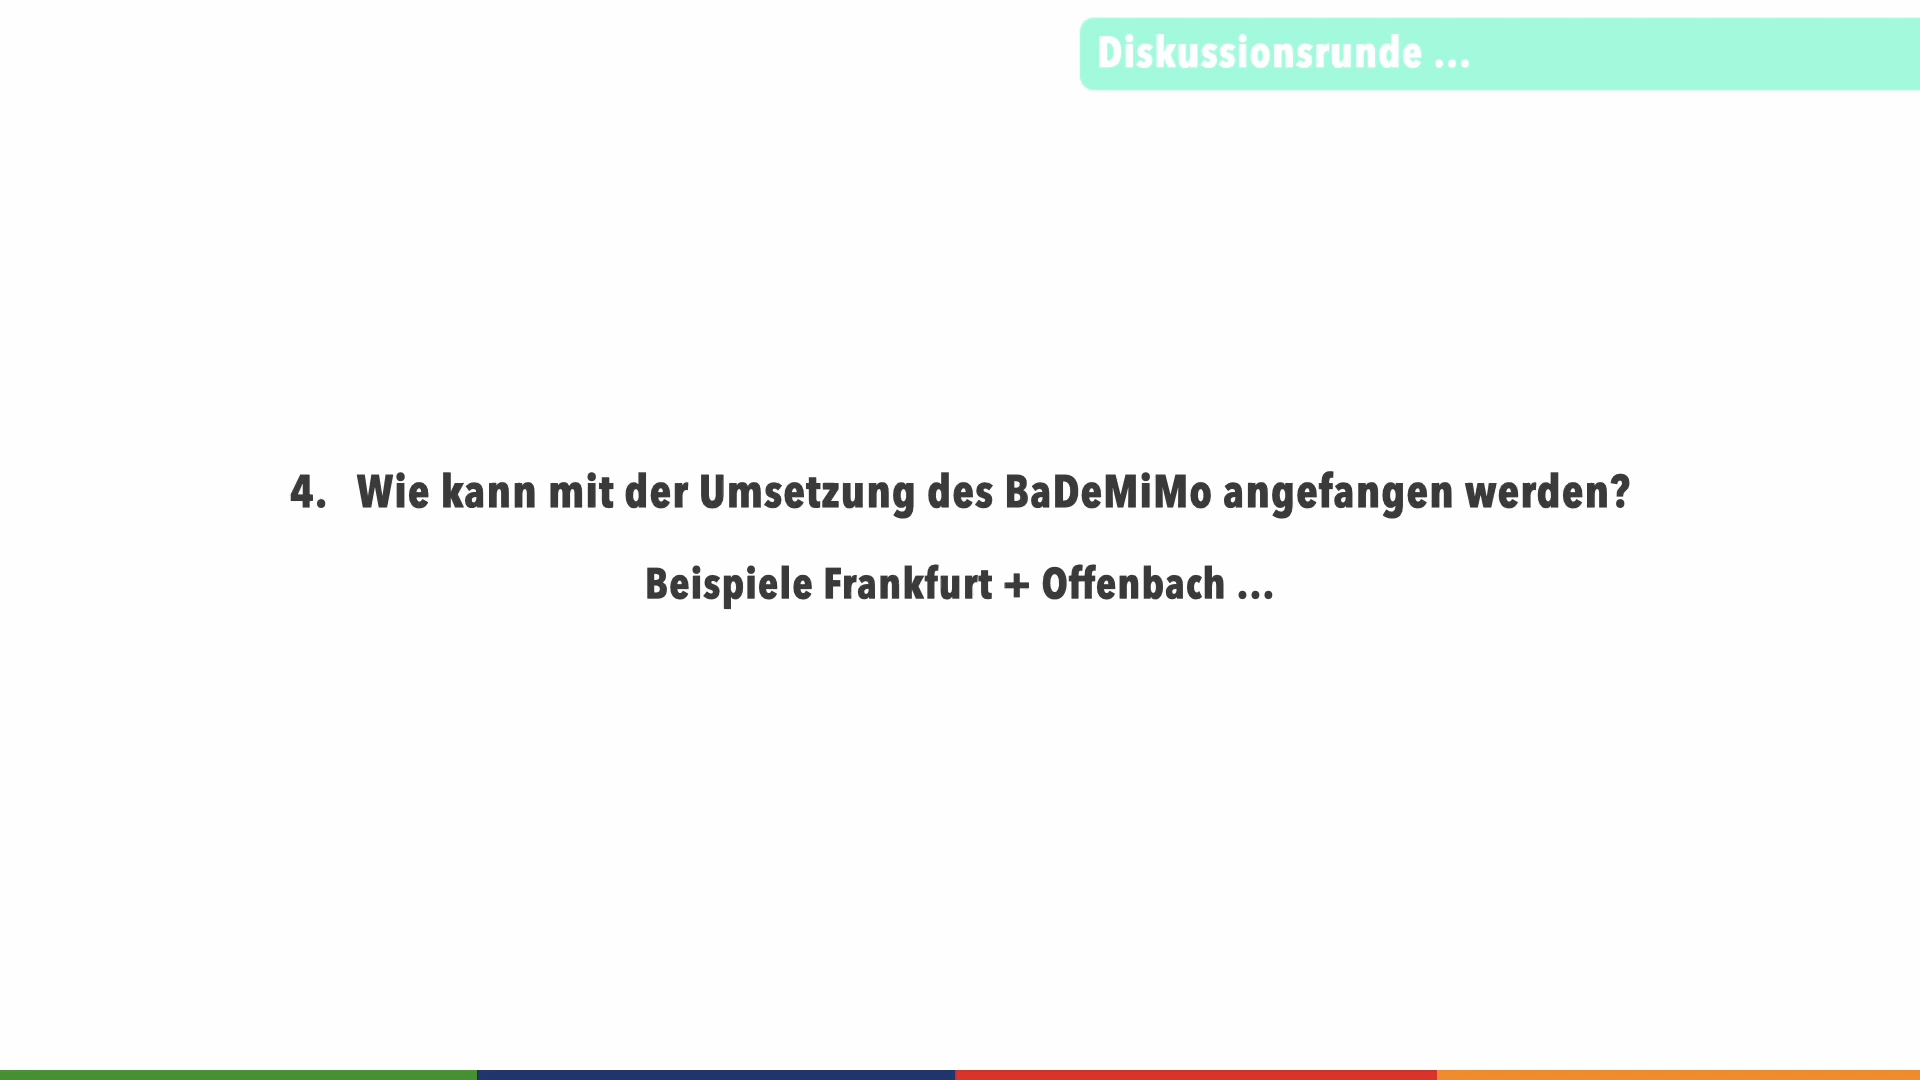 Diskussionsrunde ...
4. Wie kann mit der Umsetzung des BaDeMiMo angefangen werden?
Beispiele Frankfurt + Offenbach ...